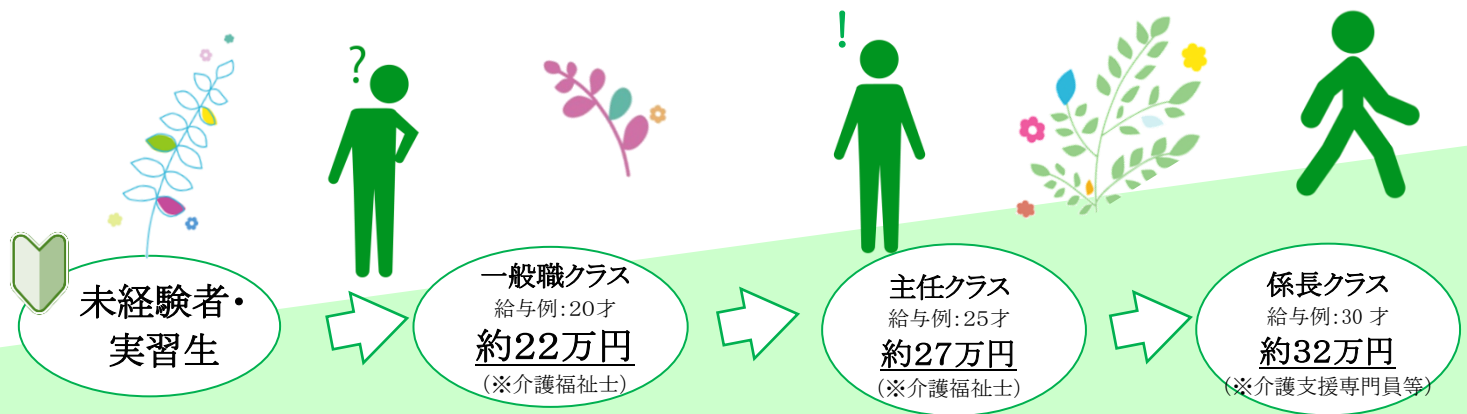 ?
!
未経験者・
実習生
一般職クラス
給与例:20才
約22万円
(※介護福祉士)
主任クラス
給与例:25才
約27万円
(※介護福祉士)
係長クラス
給与例:30 才
約32万円
(※介護支援専門員等)